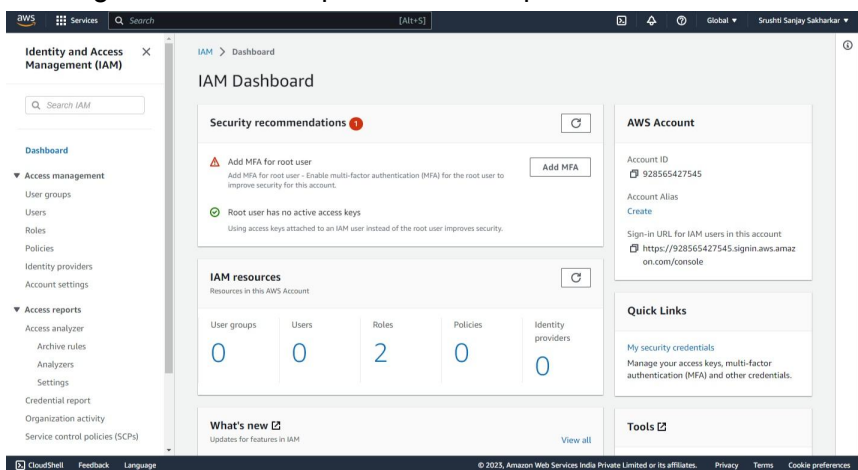 aws
Services
Search
[Alt+S]
Global ▼
Srushti Sanjay Sakharkar ▼
Identity and Access
Management (IAM)
Search IAM
Dashboard
Access management
User groups
Users
Roles
Policies
Identity providers
Account settings
Access reports
Access analyzer
Archive rules
Analyzers
Settings
Credential report
Organization activity
Service control policies (SCPs)
IAM > Dashboard
IAM Dashboard
Security recommendations 1
Add MFA for root user
Add MFA for root user - Enable multi-factor authentication (MFA) for the root user to
improve security for this account.
Add MFA
Root user has no active access keys
Using access keys attached to an IAM user instead of the root user improves security.
IAM resources
Resources in this AWS Account
User groups
0
Users
0
Roles
2
Policies
0
Identity
providers
0
What's new
Updates for features in IAM
View all
AWS Account
Account ID
928565427545
Account Alias
Create
Sign-in URL for IAM users in this account
https://928565427545.signin.aws.amaz
on.com/console
Quick Links
My security credentials
Manage your access keys, multi-factor
authentication (MFA) and other credentials.
Tools
CloudShell
Feedback
Language
© 2023, Amazon Web Services India Private Limited or its affiliates.
Privacy
Terms
Cookie preferences